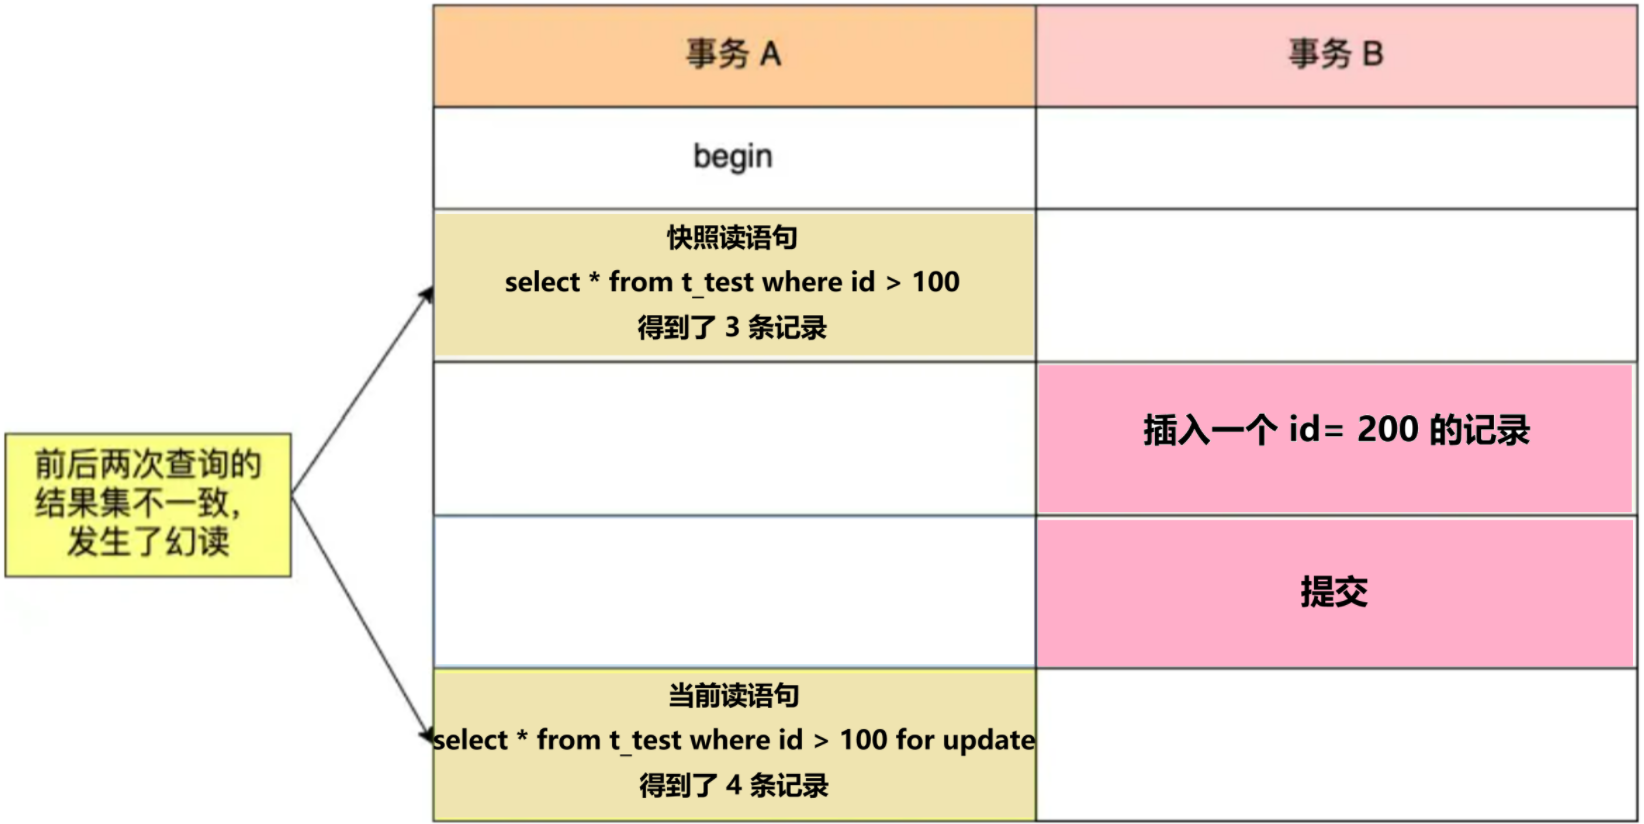 事务 A
事务 B
begin
快照读语句
select * from t_test where id > 100
得到了 3 条记录
插入一个 id= 200 的记录
前后两次查询的
结果集不一致，
发生了幻读
提交
当前读语句
select * from t_test where id > 100 for update
得到了 4 条记录